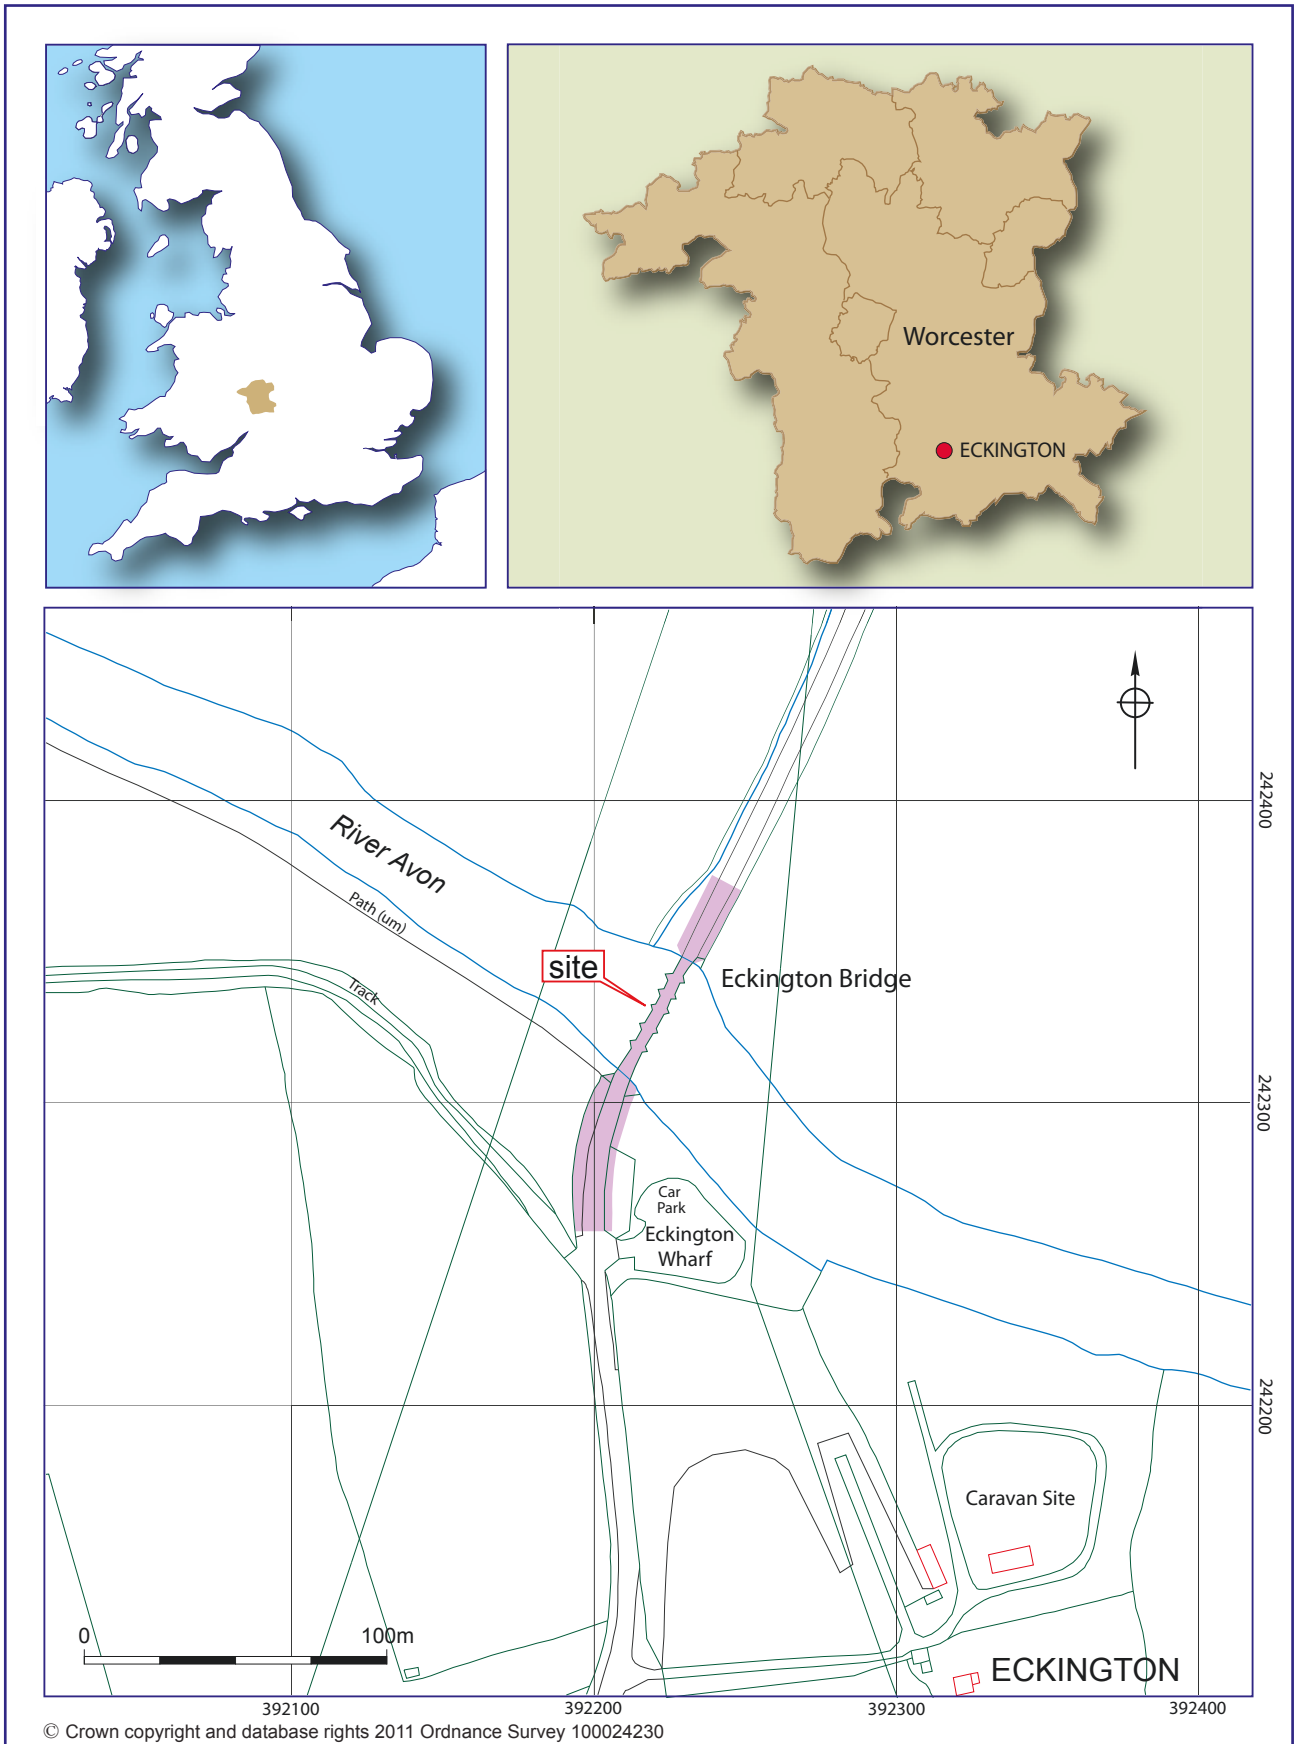 Worcester
ECKINGTON
242400
River Avon
Path (um)
site
Eckington Bridge
Track
242300
Car
Park
Eckington
Wharf
242200
Caravan Site
0
100m
ECKINGTON
392100
392200
392300
392400
© Crown copyright and database rights 2011 Ordnance Survey 100024230